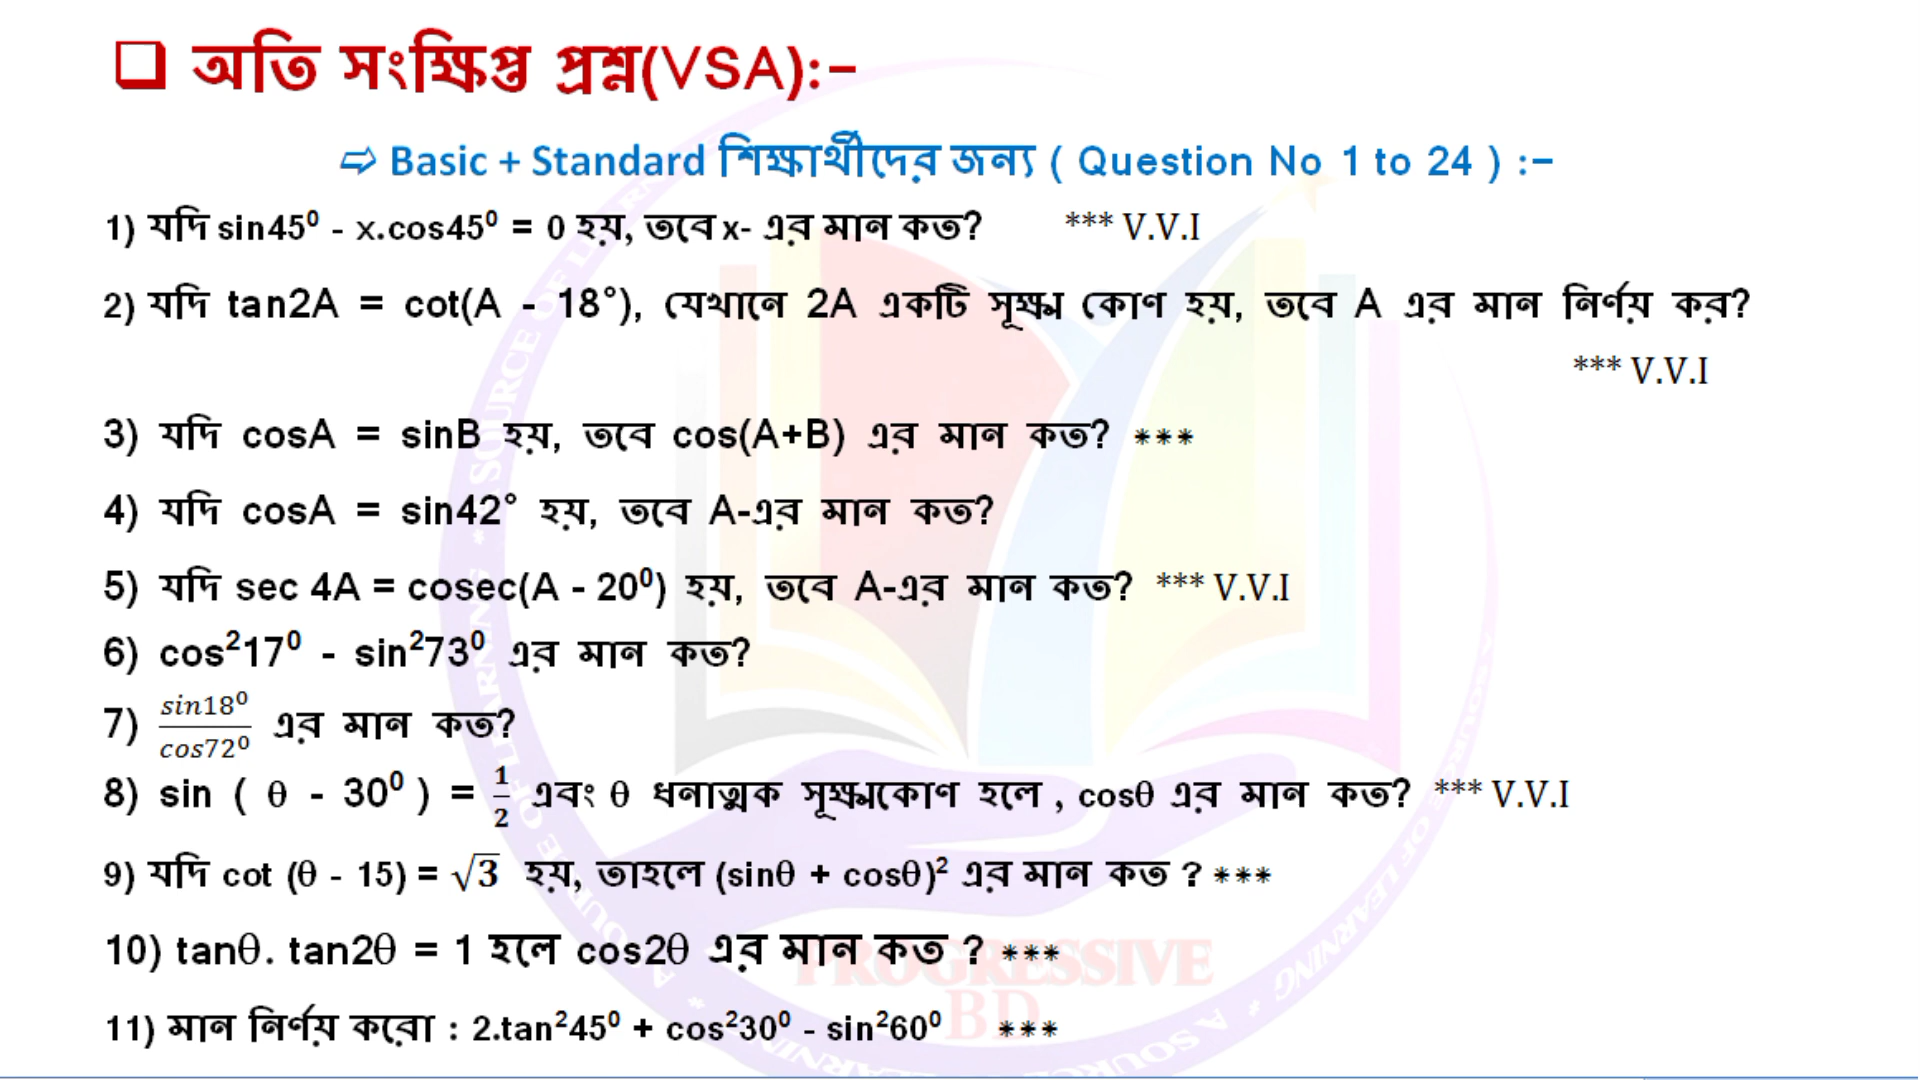 ❑ অতি সংক্ষিপ্ত প্রশ্ন(VSA):−
⇨ Basic + Standard শিক্ষার্থীদের জন্য ( Question No 1 to 24 ) :−
1) যদি sin45⁰ - x.cos45⁰ = 0 হয়, তবে x- এর মান কত? *** V.V.I
2) যদি tan2A = cot(A - 18°), যেখানে 2A একটি সূক্ষ্ম কোণ হয়, তবে A এর মান নির্ণয় কর?
*** V.V.I
3) যদি cosA = sinB হয়, তবে cos(A+B) এর মান কত? ***
4) যদি cosA = sin42° হয়, তবে A-এর মান কত?
5) যদি sec 4A = cosec(A - 20⁰) হয়, তবে A-এর মান কত? *** V.V.I
6) cos²17⁰ - sin²73⁰ এর মান কত?
7) sin18⁰/cos72⁰ এর মান কত?
8) sin ( θ - 30⁰ ) = 1/2 এবং θ ধনাত্মক সূক্ষ্মকোণ হলে , cosθ এর মান কত? *** V.V.I
9) যদি cot (θ - 15) = √3 হয়, তাহলে (sinθ + cosθ)² এর মান কত ? ***
10) tanθ. tan2θ = 1 হলে cos2θ এর মান কত ? ***
11) মান নির্ণয় করো : 2.tan²45⁰ + cos²30⁰ - sin²60⁰ ***
PROGRESSIVE
BD